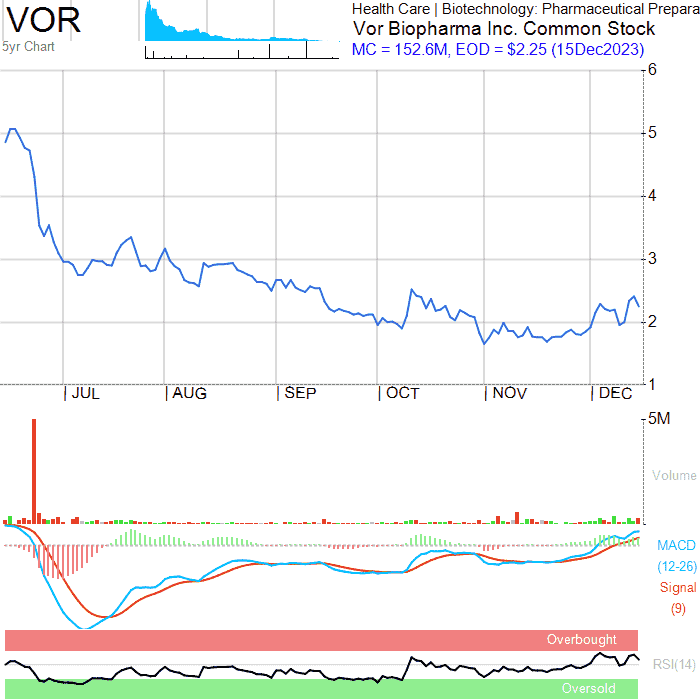 VOR
5yr Chart
Health Care | Biotechnology: Pharmaceutical Prepara
Vor Biopharma Inc. Common Stock
MC = 152.6M, EOD = $2.25 (15Dec2023)
6
5
4
3
2
1
JUL AUG SEP OCT NOV DEC
5M
Volume
MACD
(12-26)
Signal
(9)
Overbought
RSI(14)
Oversold